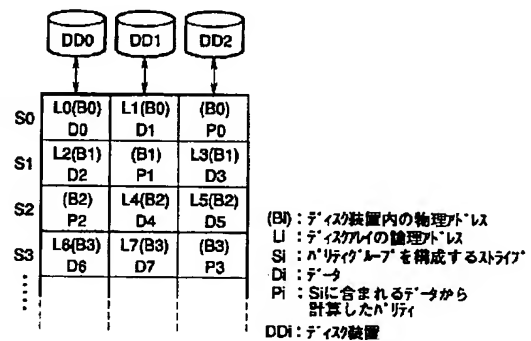 DD0 DD1 DD2
S0 L0(B0) L1(B0) (B0)
D0 D1 P0
S1 L2(B1) (B1) L3(B1)
D2 P1 D3
S2 (B2) L4(B2) L5(B2)
P2 D4 D5
S3 L6(B3) L7(B3) (B3)
D6 D7 P3
(Bi):ディスク装置内の物理アドレス
Li:ディスクアレイの論理アドレス
Si:パリティグループを構成するストライプ
Di:データ
Pi:Siに含まれるデータから
計算したパリティ
DDi:ディスク装置